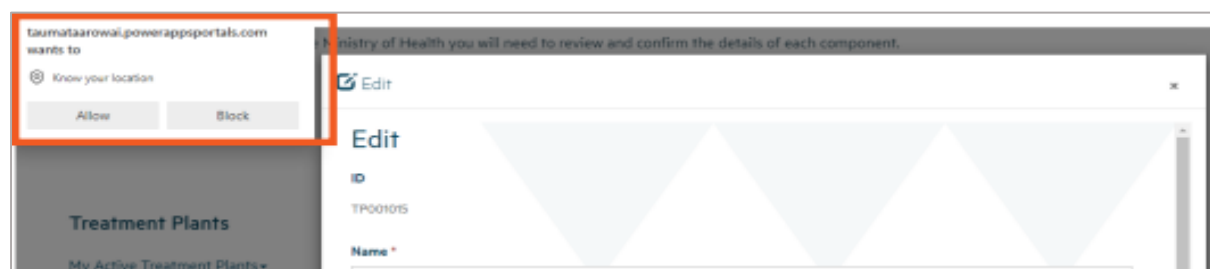 taumataarowai.powerappsportals.com
wants to
Know your location
Allow Block
Ministry of Health you will need to review and confirm the details of each component.
Edit
×
Edit
ID
TP001015
Name *
Treatment Plants
My Active Treatment Plants